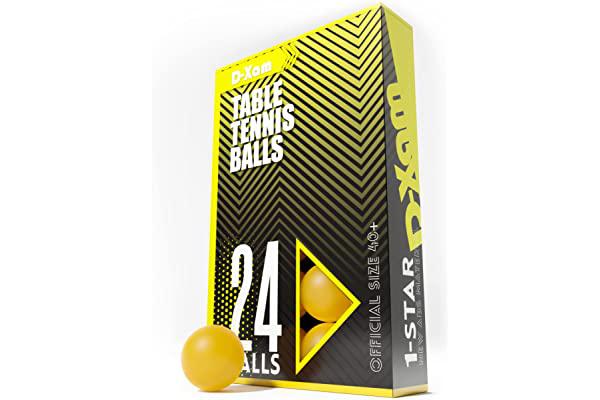 D-Xam
TABLE
TENNIS
BALLS
24
BALLS
OFFICIAL SIZE 40+
1-STAR
D-Xam